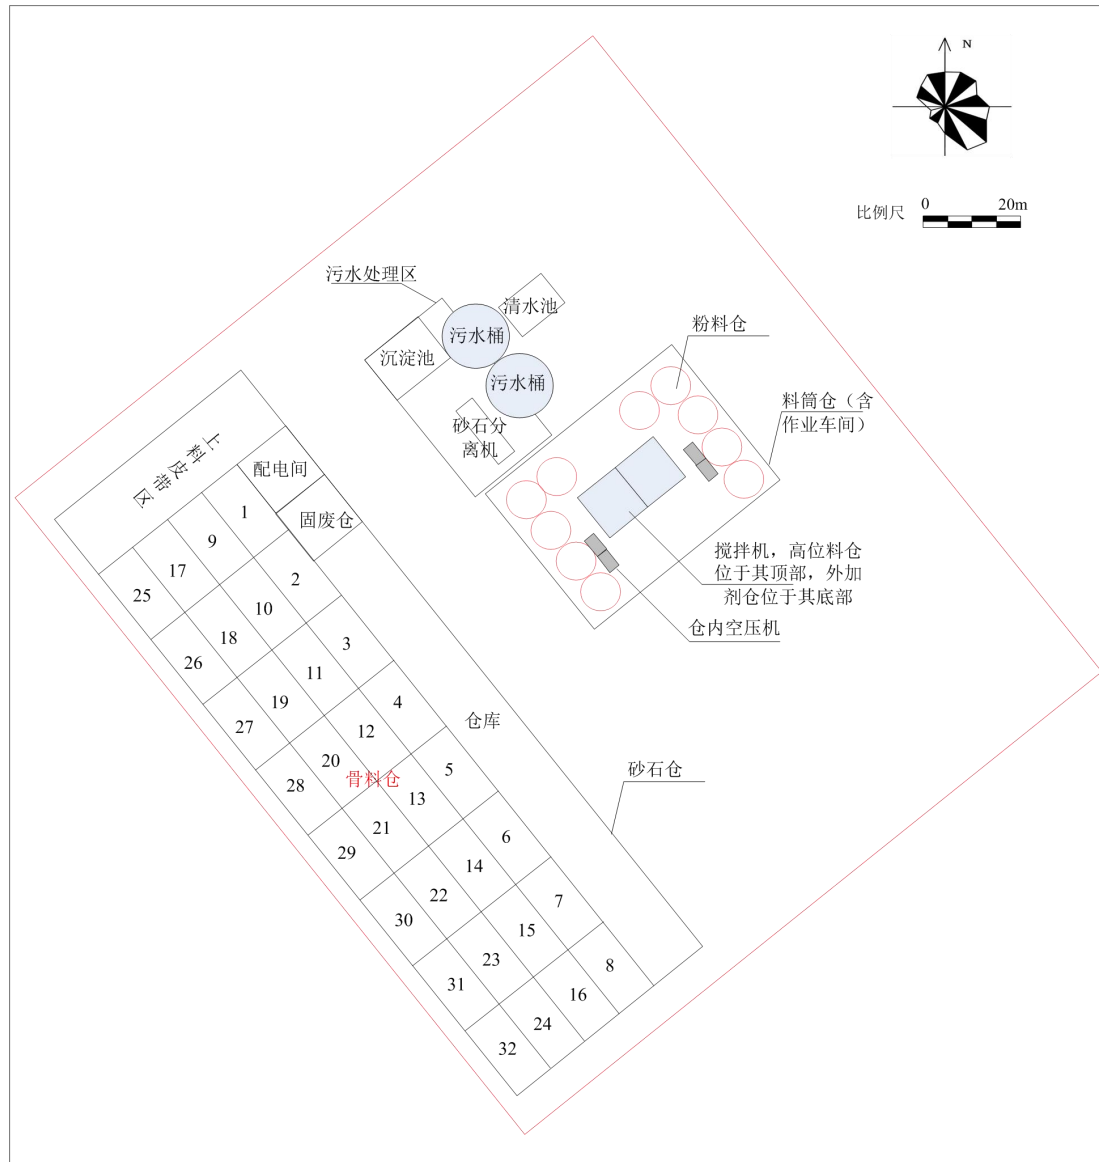 N
比例尺
0
20m
污水处理区
清水池
污水桶
沉淀池
污水桶
砂石分
离机
粉料仓
料筒仓（含
作业车间）
搅拌机，高位料仓
位于其顶部，外加
剂仓位于其底部
仓内空压机
上料皮带区
配电间
固废仓
1
9
17
25
2
10
18
26
3
11
19
27
4
12
20
28
仓库
骨料仓
5
13
21
29
砂石仓
6
14
22
30
7
15
23
31
8
16
24
32